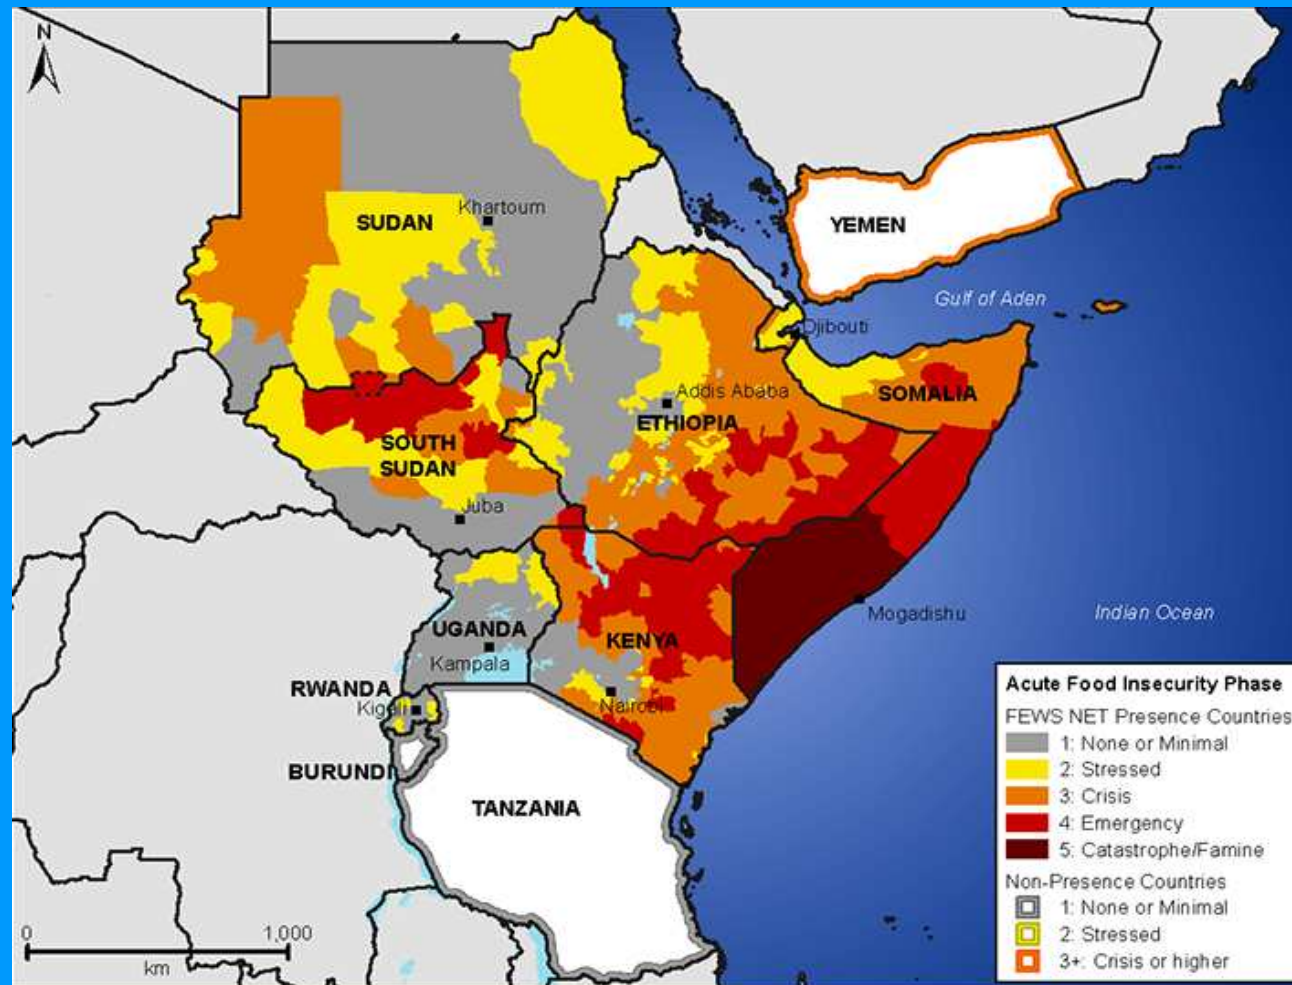 N
Khartoum
SUDAN
YEMEN
Gulf of Aden
Djibouti
Addis Ababa
SOMALIA
ETHIOPIA
SOUTH
SUDAN
Juba
Mogadishu
Indian Ocean
UGANDA
KENYA
Kampala
RWANDA
Kigali
Nairobi
BURUNDI
TANZANIA
Acute Food Insecurity Phase
FEWS NET Presence Countries
1: None or Minimal
2: Stressed
3: Crisis
4: Emergency
5: Catastrophe/Famine
Non-Presence Countries
1: None or Minimal
2: Stressed
3+: Crisis or higher
0 1,000
km